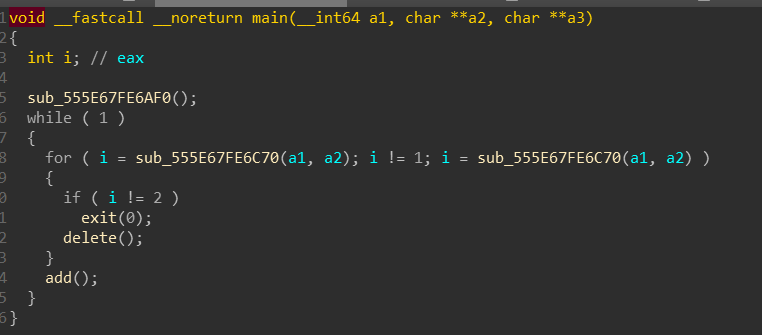 1 void __fastcall __noreturn main(__int64 a1, char **a2, char **a3)
2 {
3   int i; // eax
4
5   sub_555E67FE6AF0();
6   while ( 1 )
7   {
8     for ( i = sub_555E67FE6C70(a1, a2); i != 1; i = sub_555E67FE6C70(a1, a2) )
9     {
0       if ( i != 2 )
1         exit(0);
2       delete();
3     }
4     add();
5   }
6 }